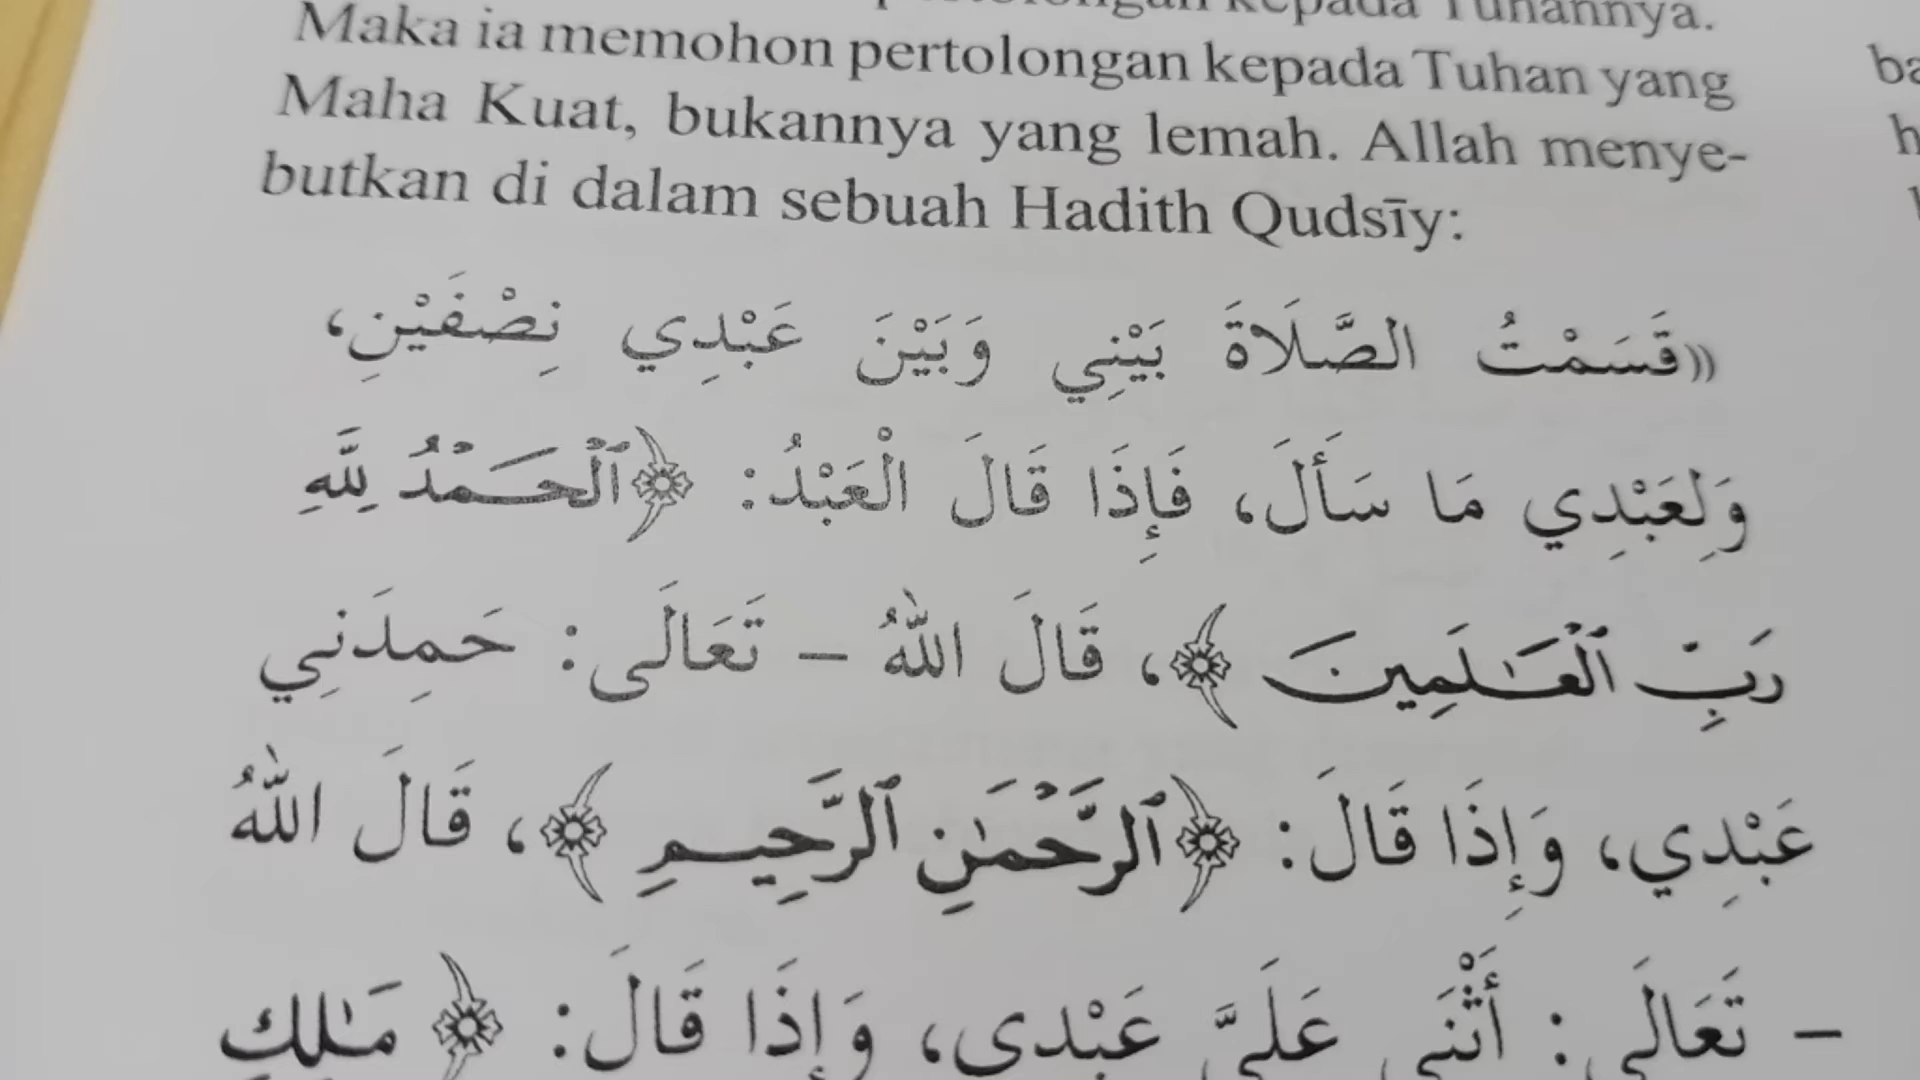 kepada Tuhannya.
Maka ia memohon pertolongan kepada Tuhan yang
Maha Kuat, bukannya yang lemah. Allah menye-
butkan di dalam sebuah Hadith Qudsīy:
«قَسَمْتُ الصَّلَاةَ بَيْنِي وَبَيْنَ عَبْدِي نِصْفَيْنِ،
وَلِعَبْدِي مَا سَأَلَ، فَإِذَا قَالَ الْعَبْدُ: ﴿ٱلْحَمْدُ لِلَّهِ
رَبِّ ٱلْعَـٰلَمِينَ﴾، قَالَ اللهُ – تَعَالَى: حَمِدَنِي
عَبْدِي، وَإِذَا قَالَ: ﴿ٱلرَّحْمَـٰنِ ٱلرَّحِيمِ﴾، قَالَ اللهُ
– تَعَالَى: أَثْنَى عَلَيَّ عَبْدِي، وَإِذَا قَالَ: ﴿مَـٰلِكِ